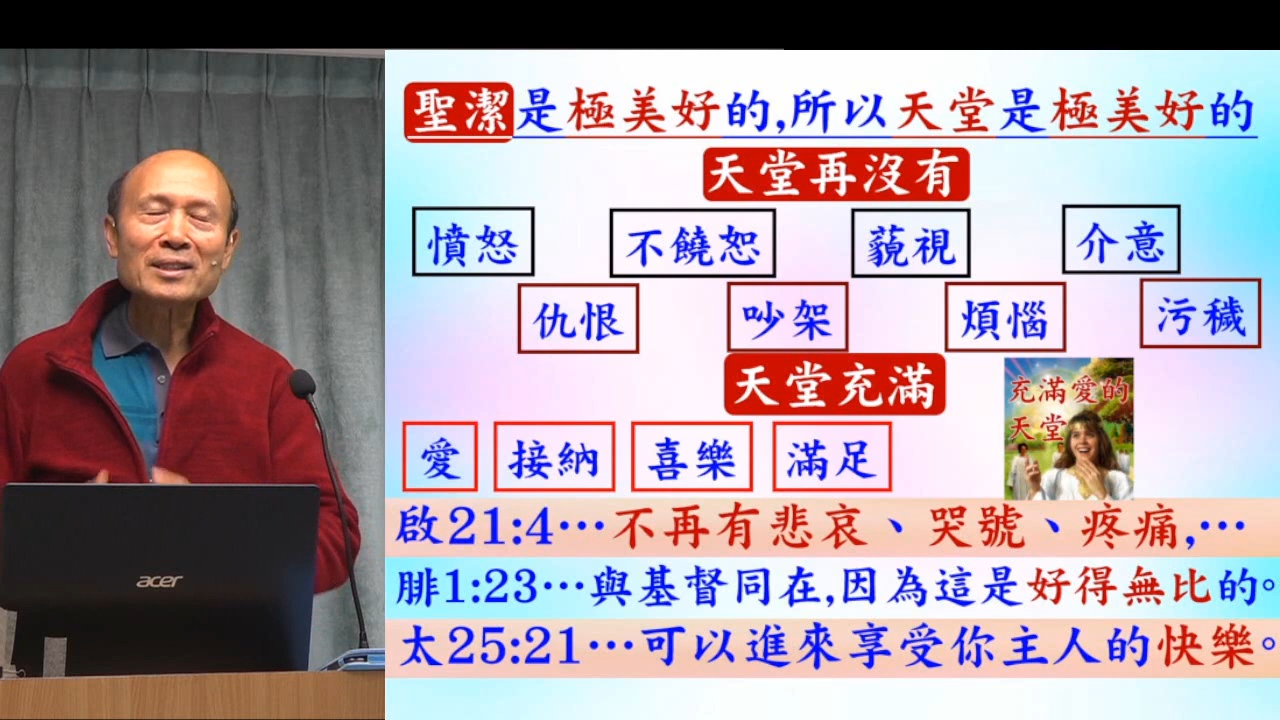 聖潔是極美好的,所以天堂是極美好的
天堂再沒有
憤怒 不饒恕 藐視 介意
仇恨 吵架 煩惱 污穢
天堂充滿
充滿愛的
天堂
愛 接納 喜樂 滿足
啟21:4…不再有悲哀、哭號、疼痛,…
腓1:23…與基督同在,因為這是好得無比的。
太25:21…可以進來享受你主人的快樂。
acer